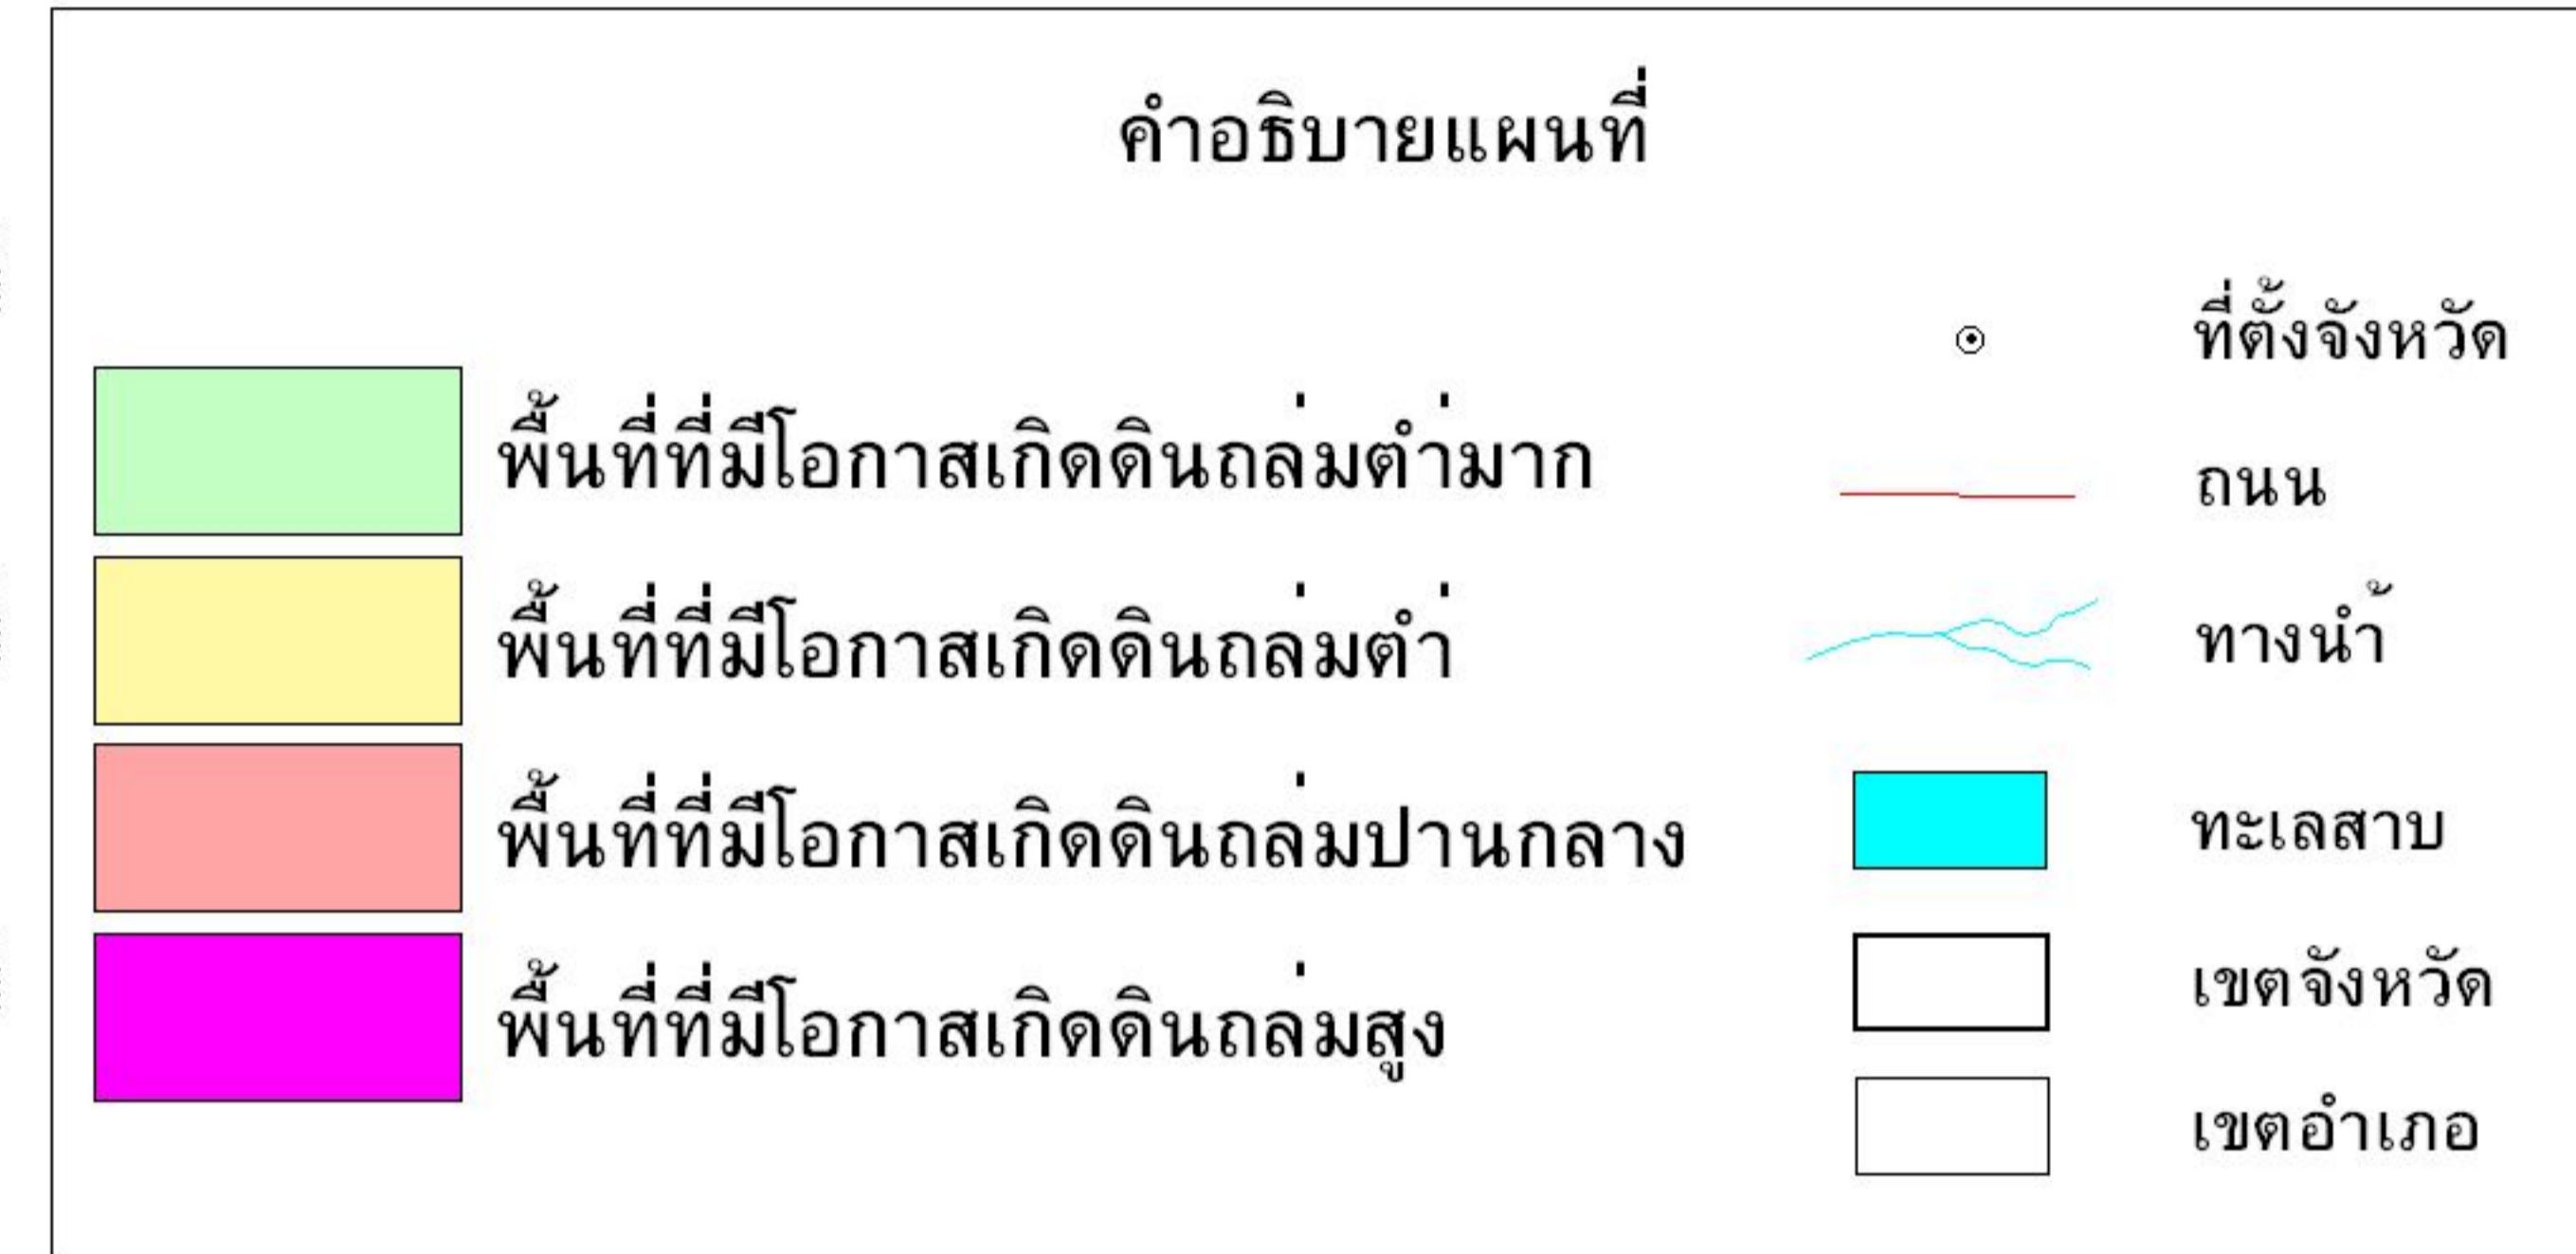 คำอธิบายแผนที่
พื้นที่ที่มีโอกาสเกิดดินถล่มต่ำมาก
พื้นที่ที่มีโอกาสเกิดดินถล่มต่ำ
พื้นที่ที่มีโอกาสเกิดดินถล่มปานกลาง
พื้นที่ที่มีโอกาสเกิดดินถล่มสูง
ที่ตั้งจังหวัด
ถนน
ทางน้ำ
ทะเลสาบ
เขตจังหวัด
เขตอำเภอ